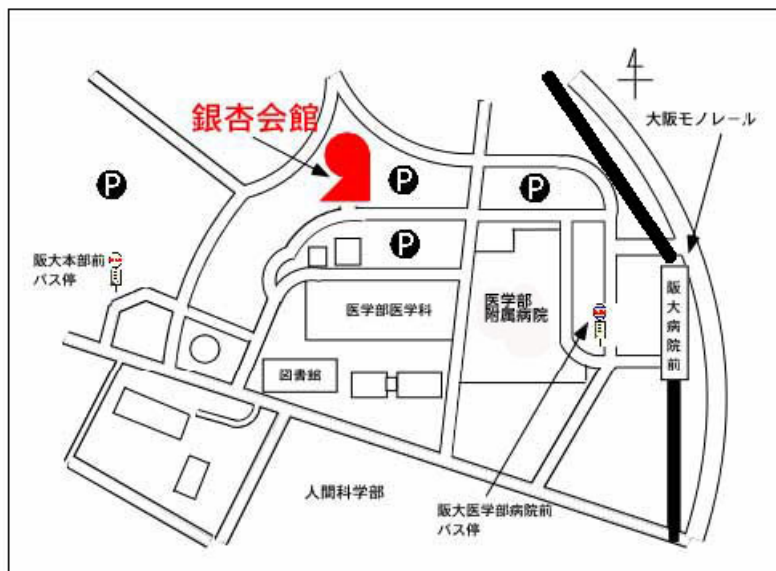 大阪モノレール
銀杏会館
P
P
P
P
阪大本部前
バス停
医学部医学科
医学部
附属病院
阪大病院前
図書館
人間科学部
阪大医学部病院前
バス停